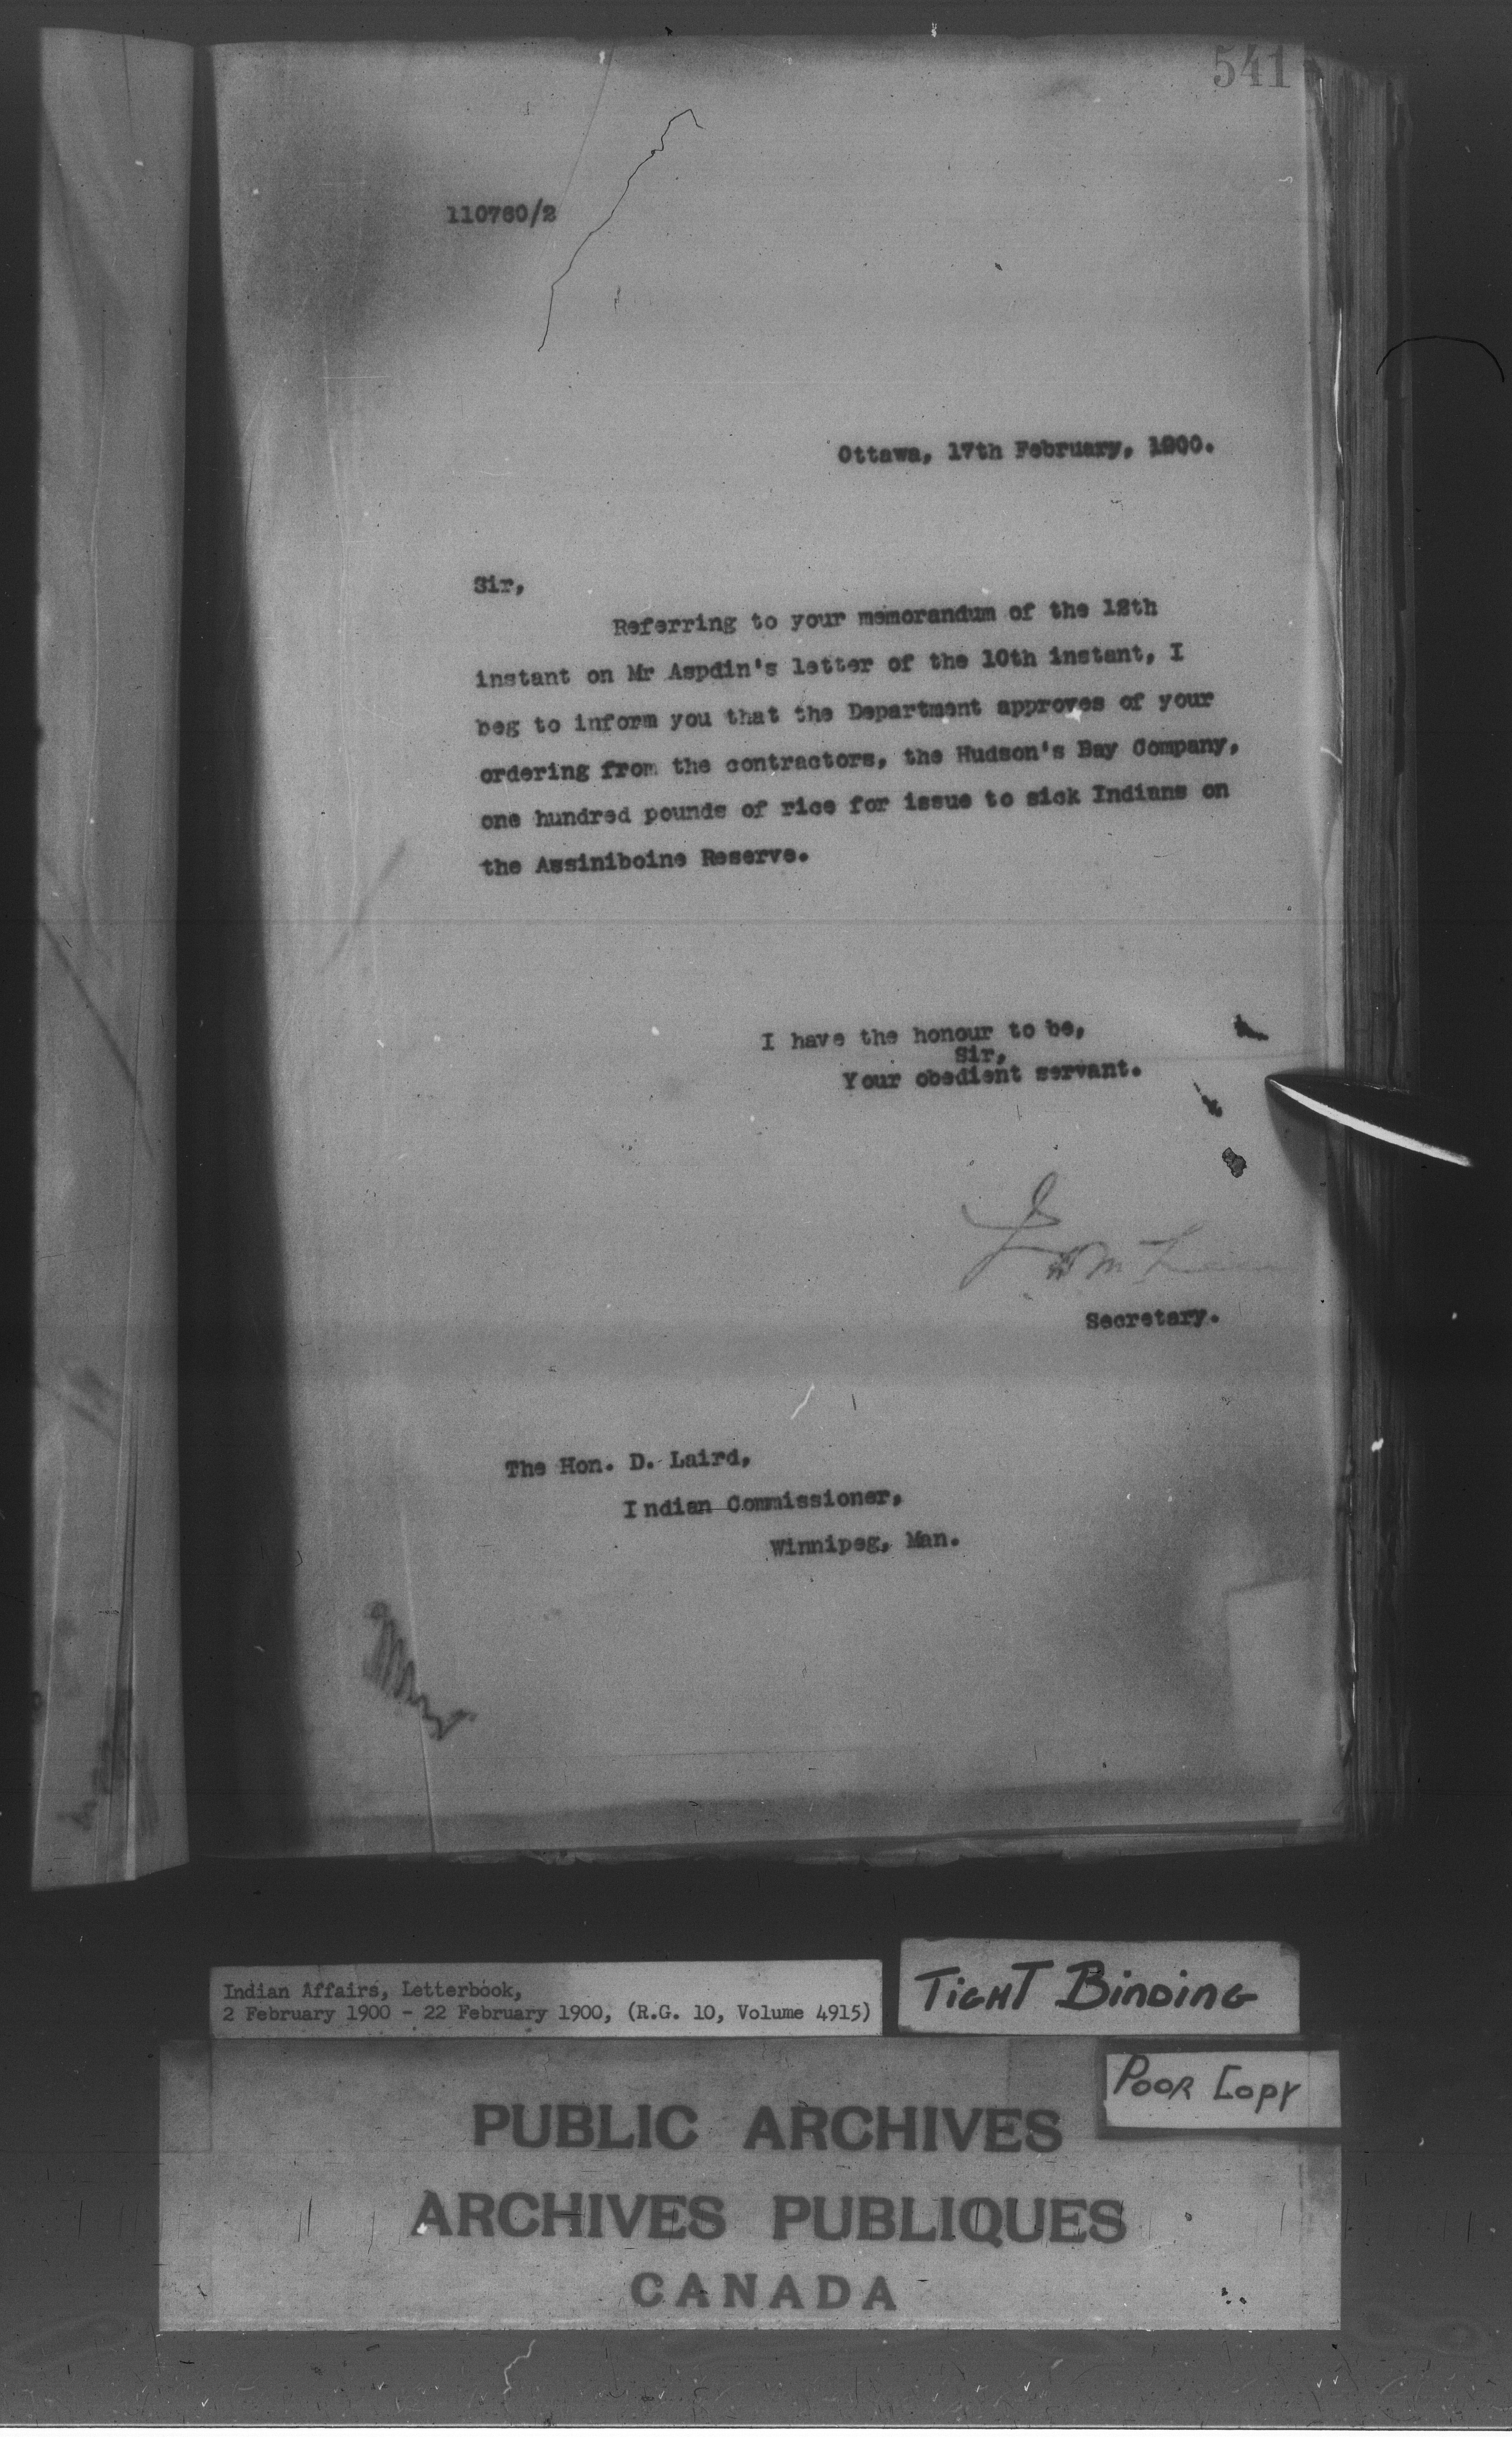 541
110760/2
Ottawa, 17th February, 1900.
Sir,
Referring to your memorandum of the 12th
instant on Mr Aspdin's letter of the 10th instant, I
beg to inform you that the Department approves of your
ordering from the contractors, the Hudson's Bay Company,
one hundred pounds of rice for issue to sick Indians on
the Assiniboine Reserve.
I have the honour to be,
Sir,
Your obedient servant.
Secretary.
The Hon. D. Laird,
Indian Commissioner,
Winnipeg, Man.
Indian Affairs, Letterbook,
2 February 1900 - 22 February 1900, (R.G. 10, Volume 4915)
TIGHT BINDING
POOR COPY
PUBLIC ARCHIVES
ARCHIVES PUBLIQUES
CANADA